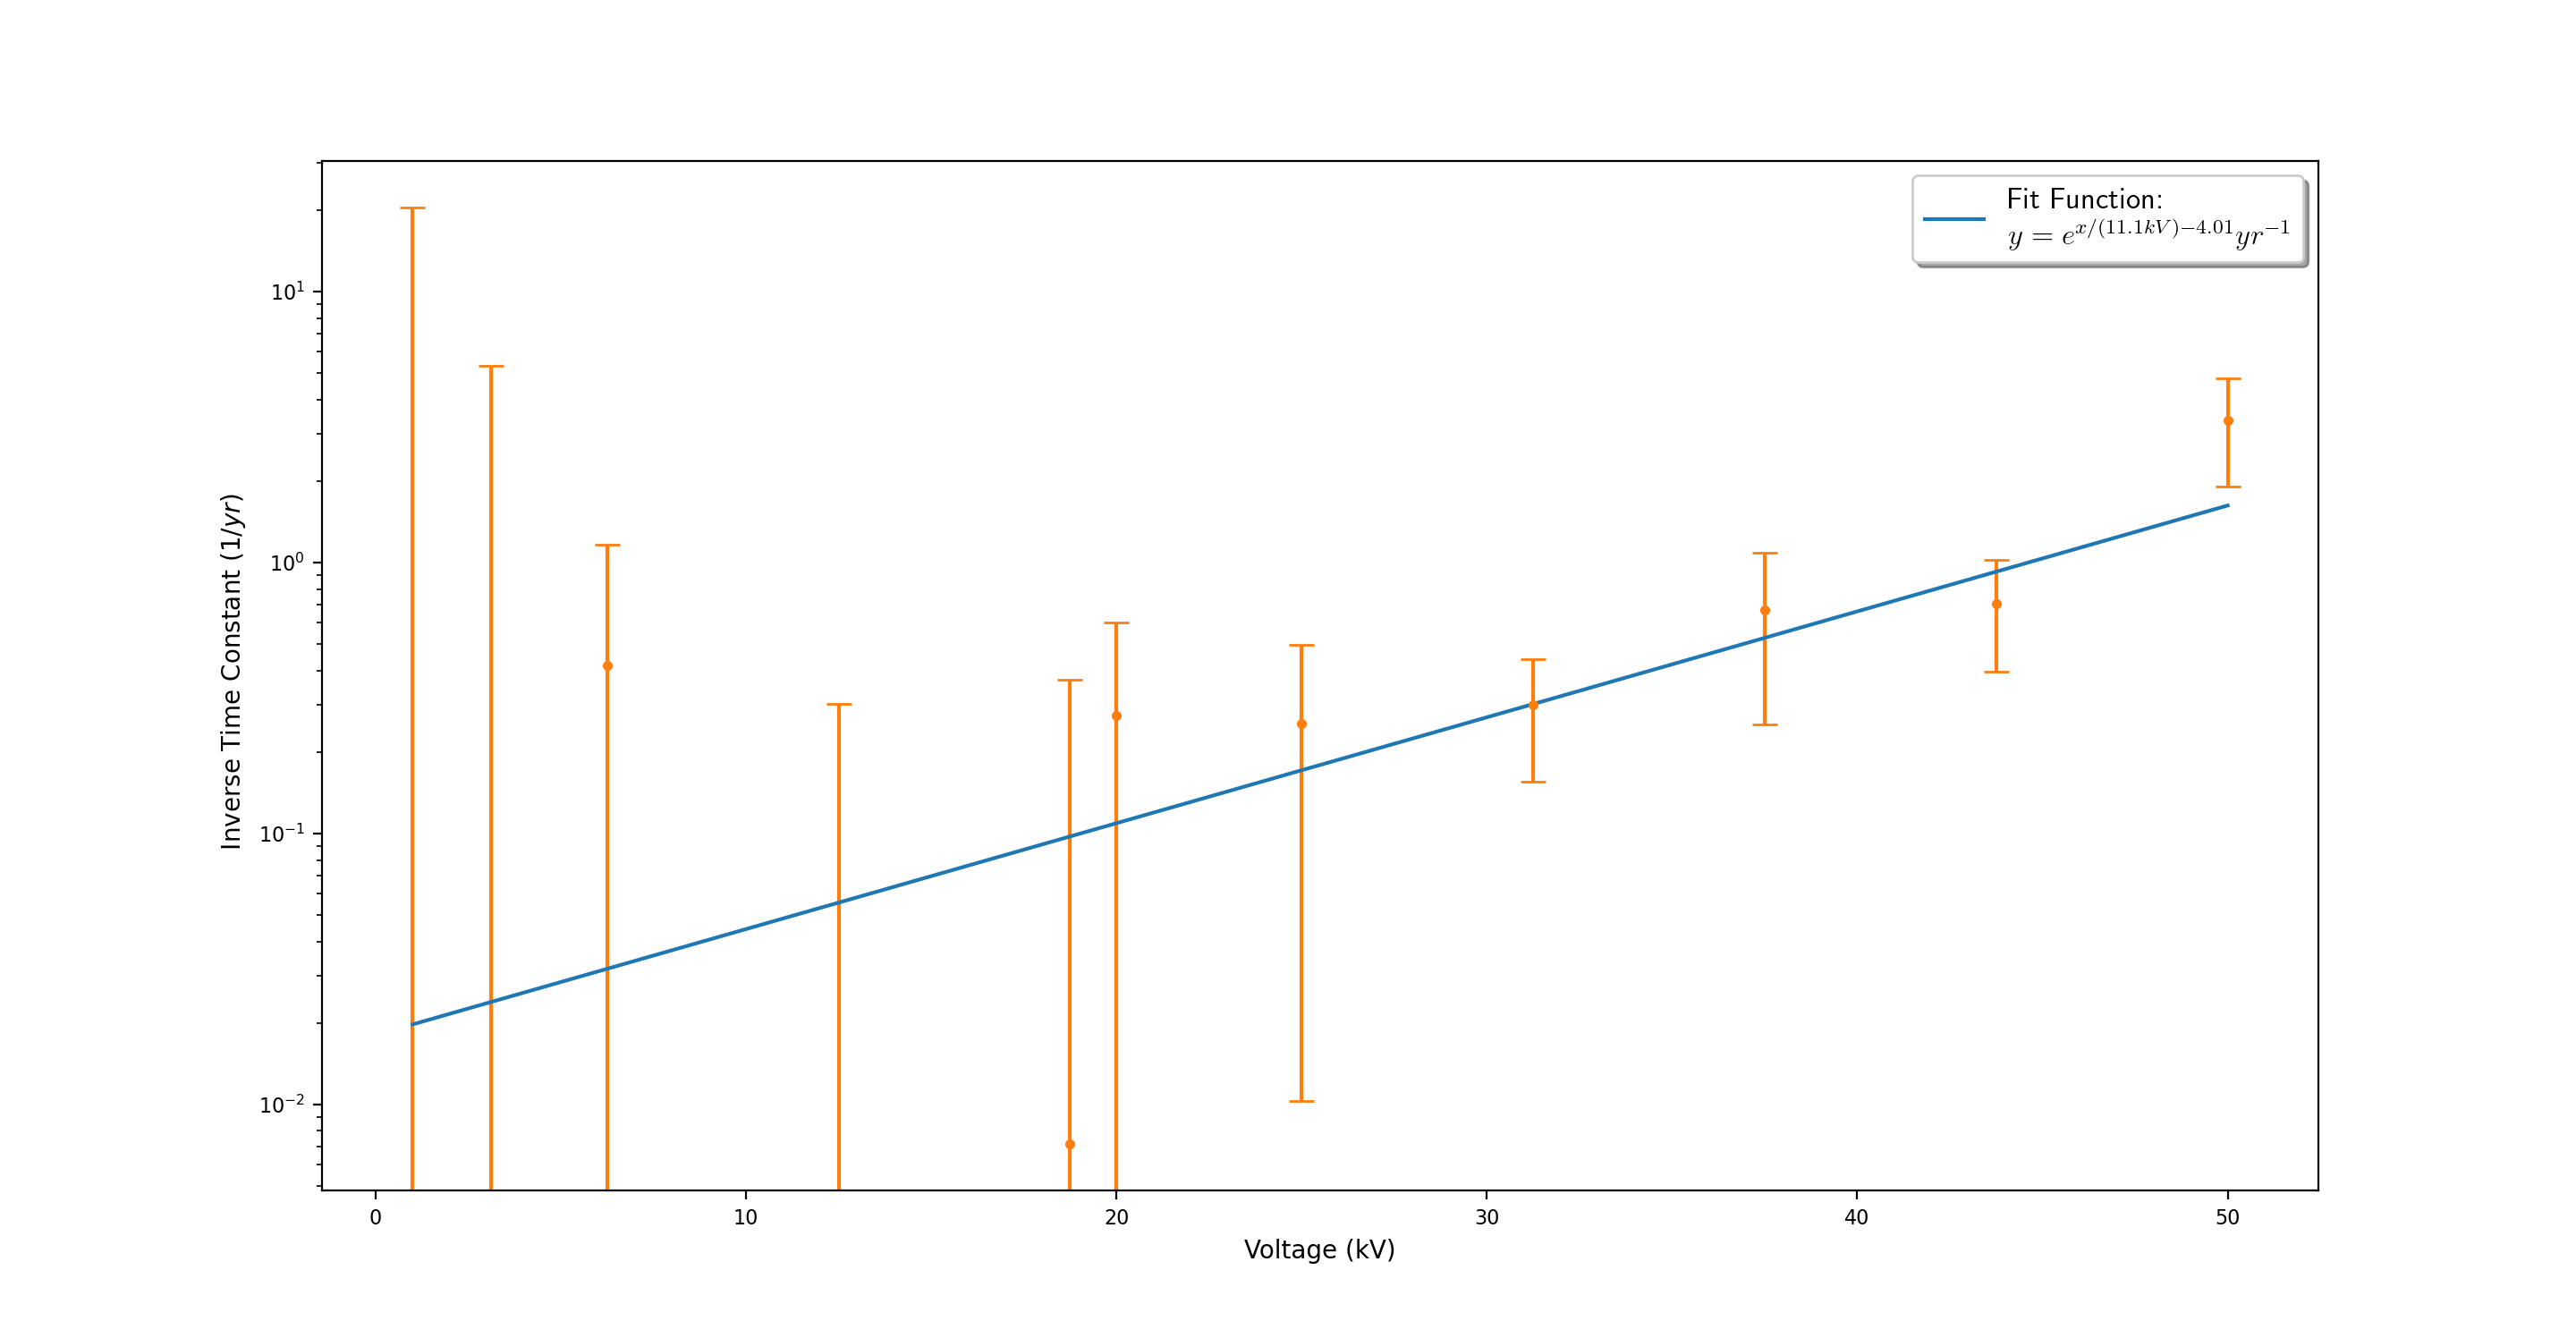 Fit Function:
y = e^{x/(11.1kV)−4.01}yr^{−1}
10^1
10^0
10^{−1}
10^{−2}
Inverse Time Constant (1/yr)
0 10 20 30 40 50
Voltage (kV)